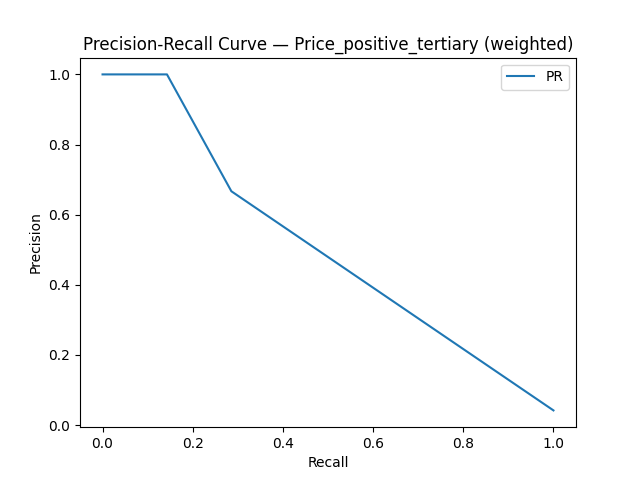 Precision-Recall Curve — Price_positive_tertiary (weighted)
PR
1.0
0.8
0.6
0.4
0.2
0.0
Precision
0.0 0.2 0.4 0.6 0.8 1.0
Recall